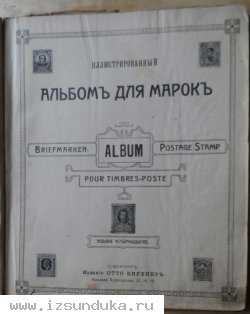 ИЛЛЮСТРИРОВАННЫЙ
АЛЬБОМЪ ДЛЯ МАРОКЪ
BRIEFMARKEN- ALBUM POSTAGE STAMP
POUR TIMBRES-POSTE
ИЗДАНІЕ ЧЕТЫРНАДЦАТОЕ
С.-ПЕТЕРБУРГЪ
Изданіе ОТТО КИРХНЕРЪ
www.izsunduka.ru